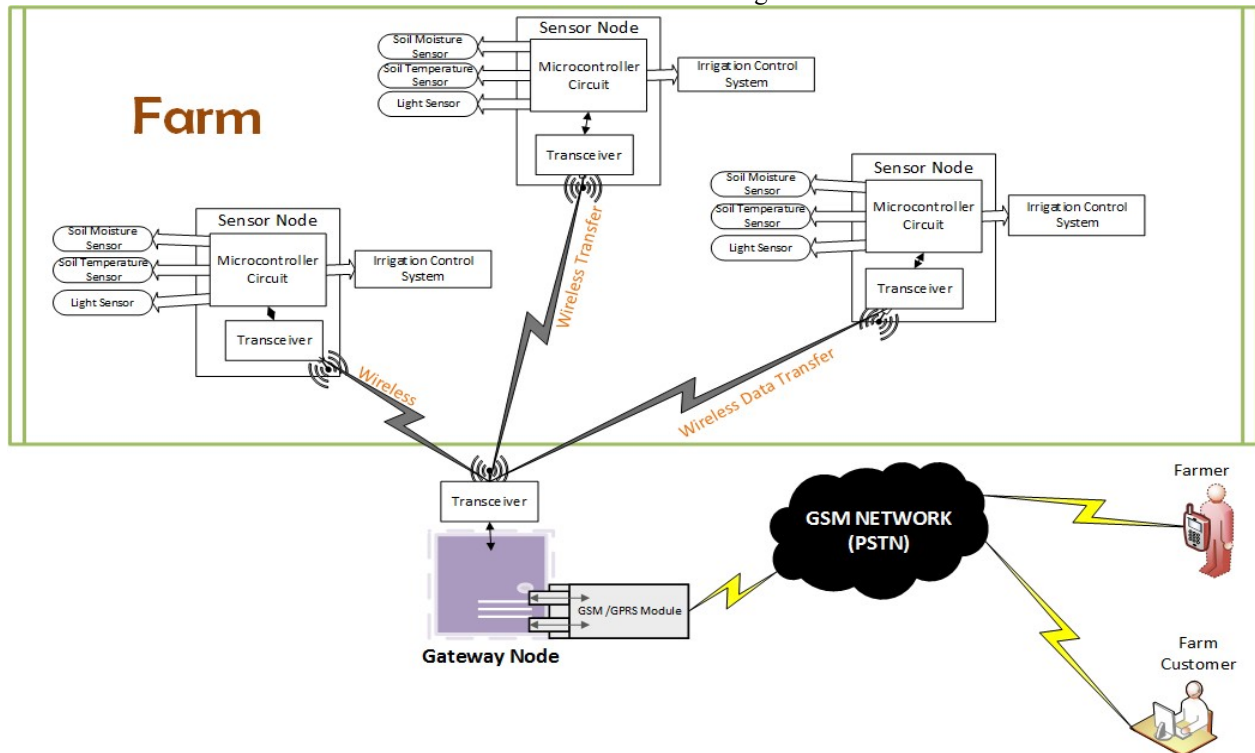 Sensor Node
Soil Moisture
Sensor
Soil Temperature
Sensor
Light Sensor
Microcontroller
Circuit
Irrigation Control
System
Transceiver
Farm
Sensor Node
Soil Moisture
Sensor
Soil Temperature
Sensor
Light Sensor
Microcontroller
Circuit
Irrigation Control
System
Transceiver
Sensor Node
Soil Moisture
Sensor
Soil Temperature
Sensor
Light Sensor
Microcontroller
Circuit
Irrigation Control
System
Transceiver
Wireless
Wireless Transfer
Wireless Data Transfer
Transceiver
GSM /GPRS Module
Gateway Node
GSM NETWORK
(PSTN)
Farmer
Farm
Customer